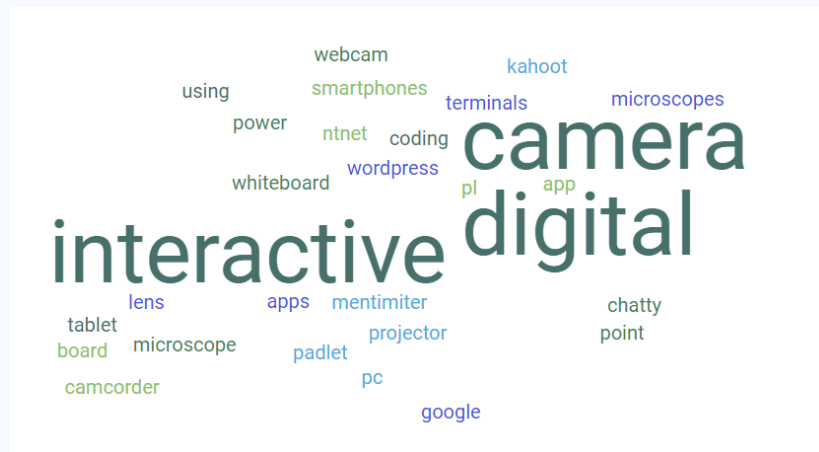 webcam
kahoot
using
smartphones
terminals
microscopes
power
ntnet
coding
camera
wordpress
whiteboard
pl
app
digital
interactive
lens
apps
mentimiter
chatty
tablet
projector
point
board
microscope
padlet
camcorder
pc
google